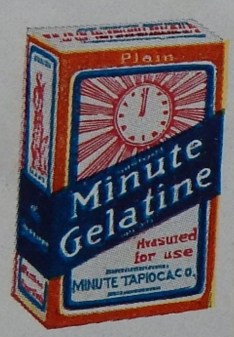 Plain
Minute
Gelatine
Measured
for use
MINUTE TAPIOCA CO.